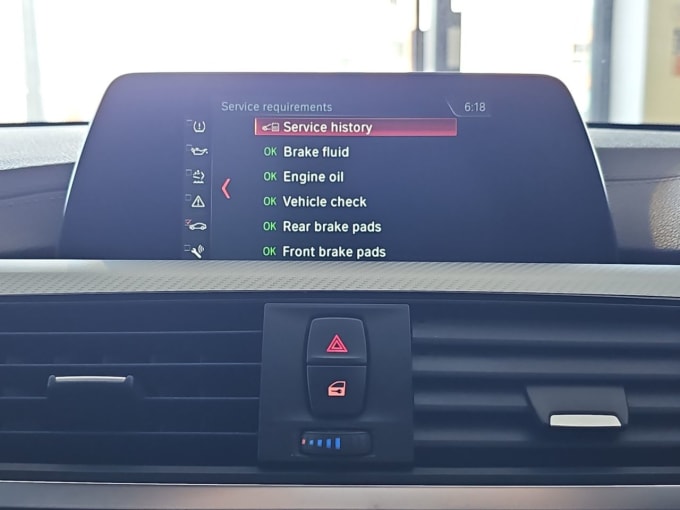 Service requirements 6:18
Service history
OK Brake fluid
OK Engine oil
OK Vehicle check
OK Rear brake pads
OK Front brake pads